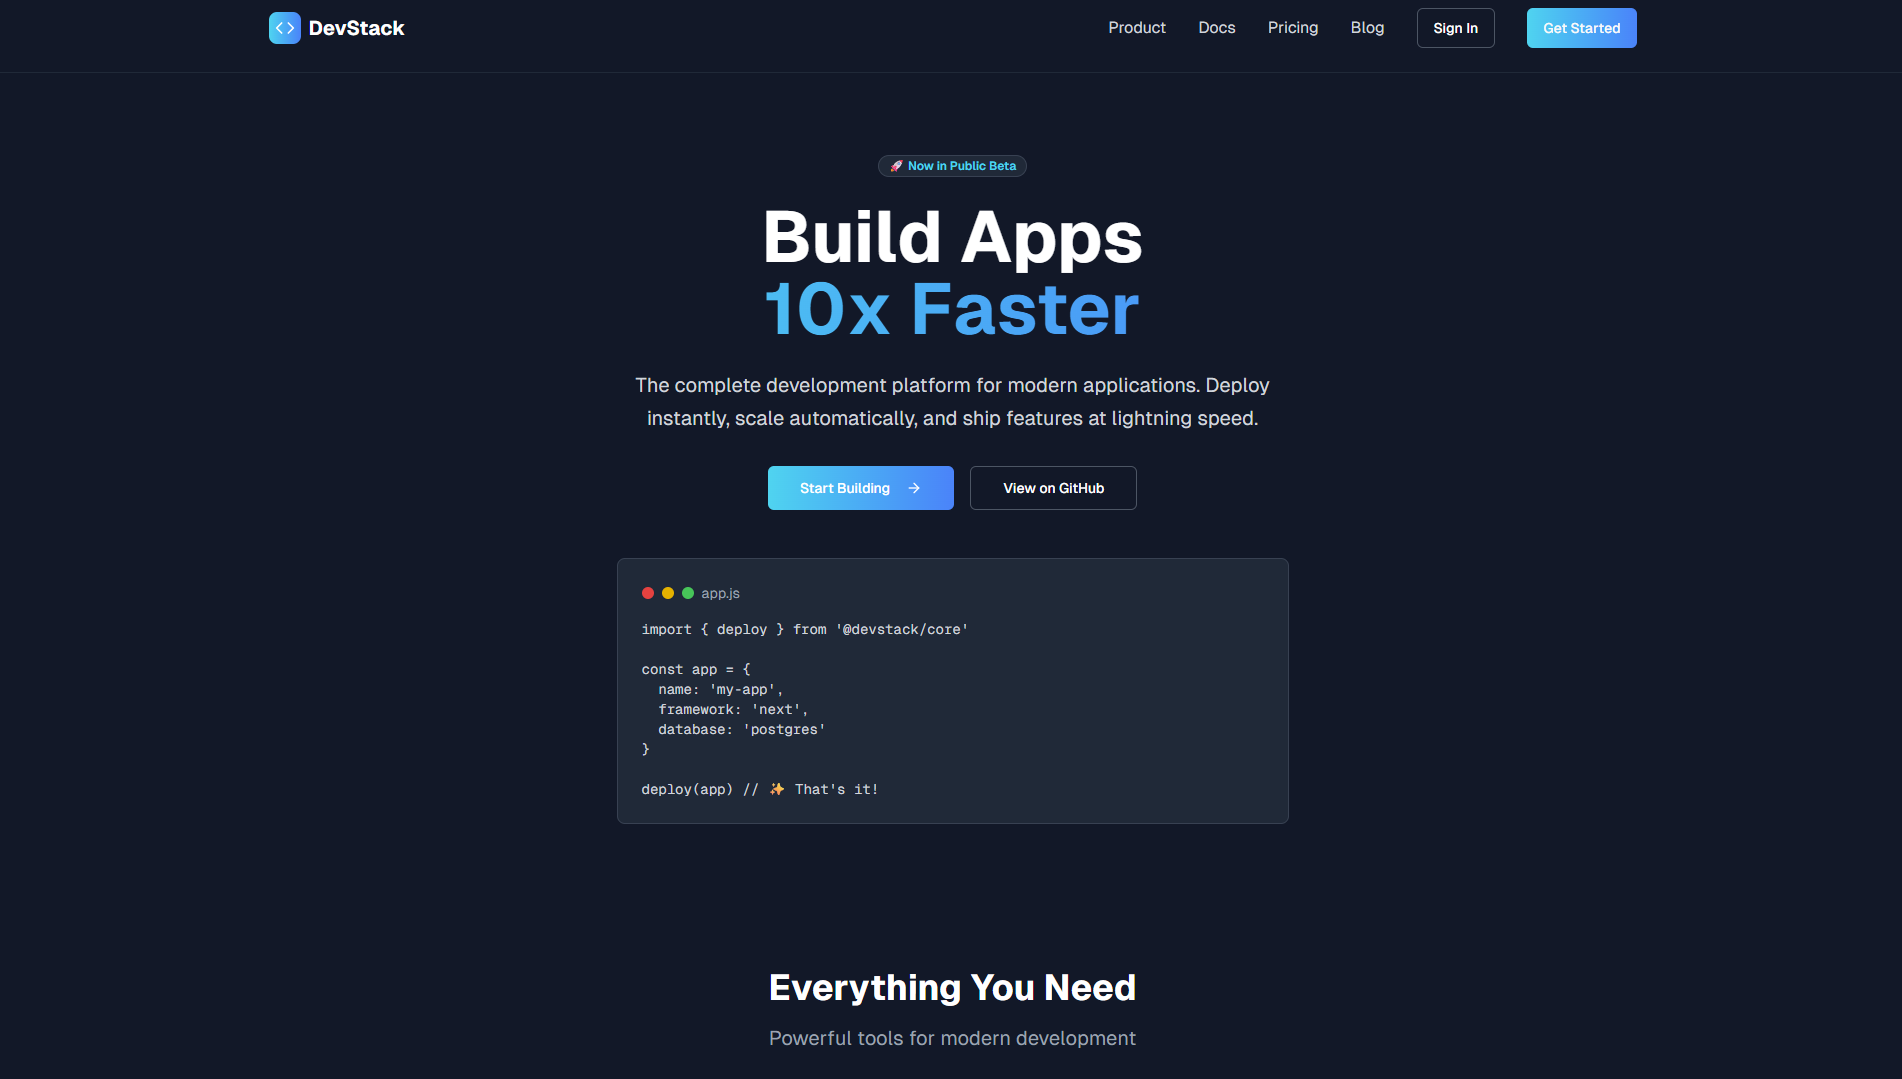 DevStack
Product
Docs
Pricing
Blog
Sign In
Get Started
🚀 Now in Public Beta
Build Apps
10x Faster
The complete development platform for modern applications. Deploy
instantly, scale automatically, and ship features at lightning speed.
Start Building →
View on GitHub
app.js
import { deploy } from '@devstack/core'
const app = {
  name: 'my-app',
  framework: 'next',
  database: 'postgres'
}
deploy(app) // ✨ That's it!
Everything You Need
Powerful tools for modern development